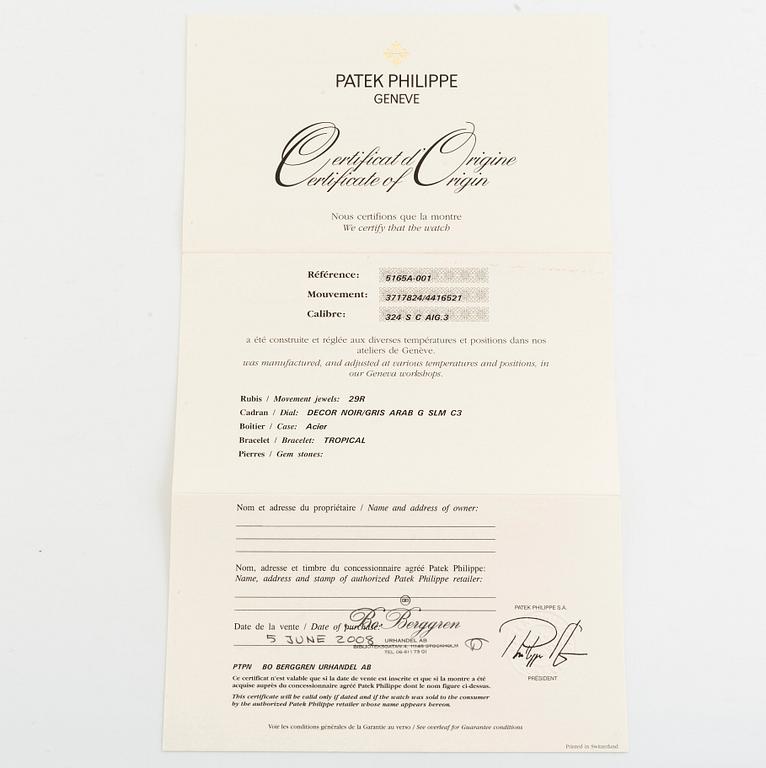 PATEK PHILIPPE
GENEVE
Certificat d'Origine
Certificate of Origin
Nous certifions que la montre
We certify that the watch
Référence: 5165A-001
Mouvement: 3717824/4416521
Calibre: 324 S C AIG.3
a été construite et réglée aux diverses températures et positions dans nos
ateliers de Genève.
was manufactured, and adjusted at various temperatures and positions, in
our Geneva workshops.
Rubis / Movement jewels: 29R
Cadran / Dial: DECOR NOIR/GRIS ARAB G SLM C3
Boîtier / Case: Acier
Bracelet / Bracelet: TROPICAL
Pierres / Gem stones:
Nom et adresse du propriétaire / Name and address of owner:
Nom, adresse et timbre du concessionnaire agréé Patek Philippe:
Name, address and stamp of authorized Patek Philippe retailer:
PATEK PHILIPPE S.A.
Bo Berggren
Date de la vente / Date of purchase:
5 JUNE 2008
URHANDEL AB
BIBLIOTEKSGATAN 4, 11146 STOCKHOLM
TEL 08-611 73 01
PRÉSIDENT
PTPN BO BERGGREN URHANDEL AB
Ce certificat n'est valable que si la date de vente est inscrite et que si la montre a été
acquise auprès du concessionnaire agréé Patek Philippe dont le nom figure ci-dessus.
This certificate will be valid only if dated and if the watch was sold to the consumer
by the authorized Patek Philippe retailer whose name appears hereon.
Voir les conditions générales de la Garantie au verso / See overleaf for Guarantee conditions
Printed in Switzerland